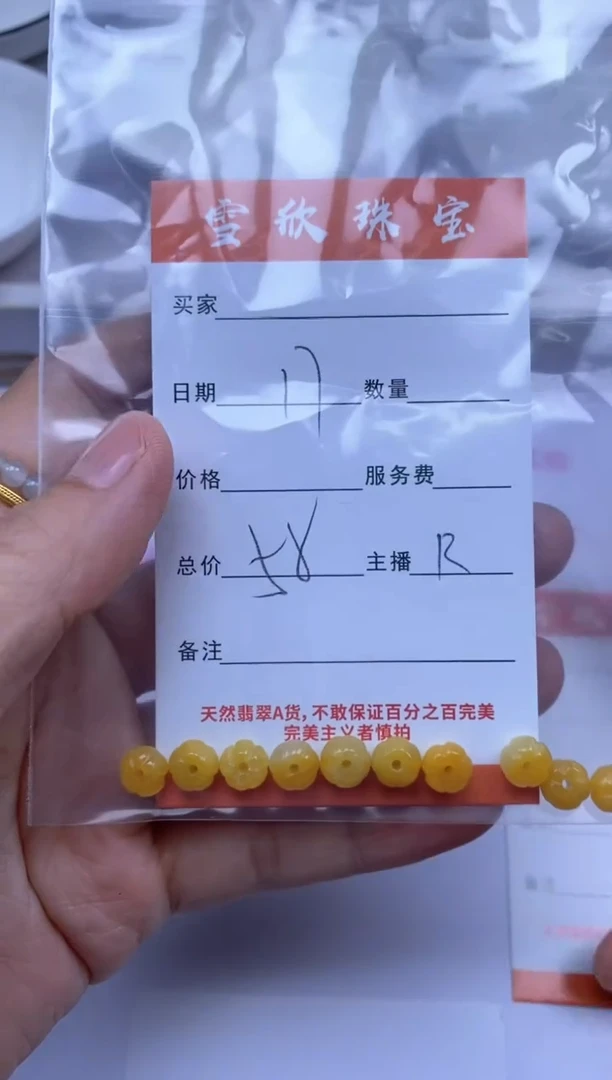 雪欣珠宝
买家
日期 17 数量
价格 服务费
总价 58 主播 R
备注
天然翡翠A货,不敢保证百分之百完美
完美主义者慎拍
备注